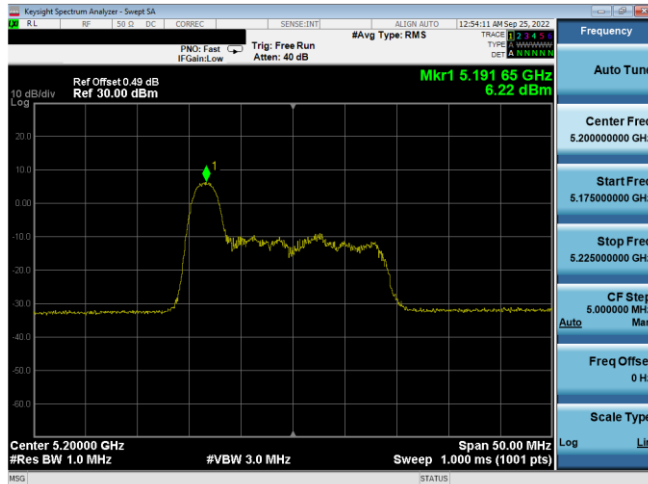 Keysight Spectrum Analyzer - Swept SA
RL RF 50 Ω DC CORREC SENSE:INT ALIGN AUTO 12:54:11 AM Sep 25, 2022
#Avg Type: RMS
TRACE 1 2 3 4 5 6
PNO: Fast Trig: Free Run TYPE A WWWWW
IFGain:Low Atten: 40 dB DET A NNNNN
Mkr1 5.191 65 GHz
6.22 dBm
Ref Offset 0.49 dB
10 dB/div Ref 30.00 dBm
Log
1
20.0
10.0
0.00
-10.0
-20.0
-30.0
-40.0
-50.0
-60.0
Center 5.20000 GHz Span 50.00 MHz
#Res BW 1.0 MHz #VBW 3.0 MHz Sweep 1.000 ms (1001 pts)
MSG STATUS
Frequency
Auto Tune
Center Freq
5.200000000 GHz
Start Freq
5.175000000 GHz
Stop Freq
5.225000000 GHz
CF Step
5.000000 MHz
Auto Man
Freq Offset
0 Hz
Scale Type
Log Lin